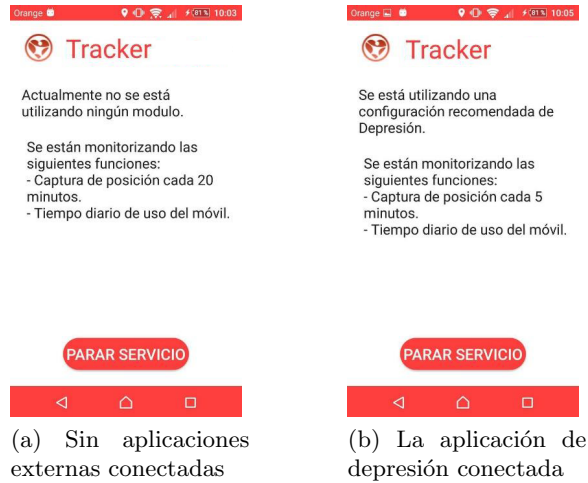 Orange 81% 10:03
Tracker
Actualmente no se está
utilizando ningún modulo.
Se están monitorizando las
siguientes funciones:
- Captura de posición cada 20
minutos.
- Tiempo diario de uso del móvil.
PARAR SERVICIO
(a) Sin aplicaciones
externas conectadas
Orange 81% 10:05
Tracker
Se está utilizando una
configuración recomendada de
Depresión.
Se están monitorizando las
siguientes funciones:
- Captura de posición cada 5
minutos.
- Tiempo diario de uso del móvil.
PARAR SERVICIO
(b) La aplicación de
depresión conectada